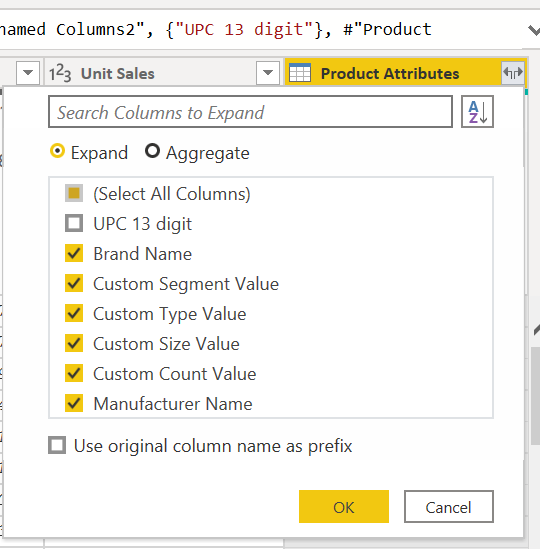 named Columns2", {"UPC 13 digit"}, #"Product
123 Unit Sales Product Attributes
Search Columns to Expand
A
Z
Expand Aggregate
(Select All Columns)
UPC 13 digit
Brand Name
Custom Segment Value
Custom Type Value
Custom Size Value
Custom Count Value
Manufacturer Name
Use original column name as prefix
OK Cancel